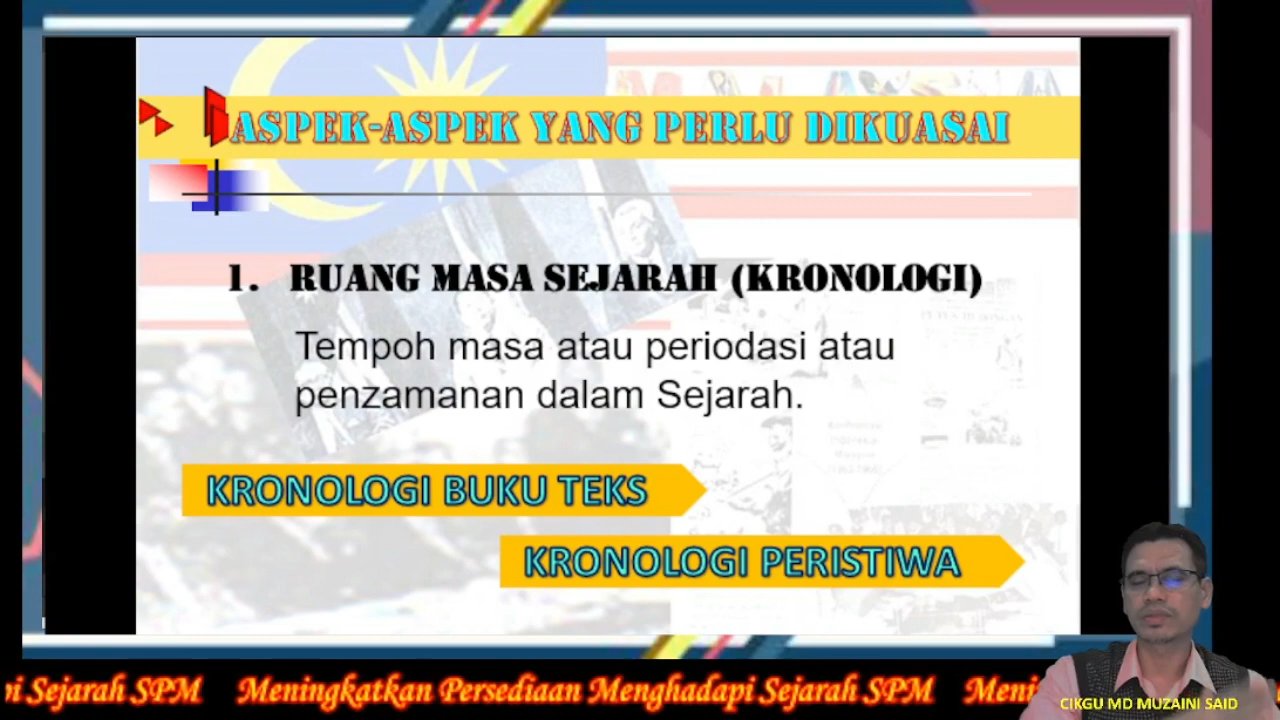 ASPEK-ASPEK YANG PERLU DIKUASAI
1. RUANG MASA SEJARAH (KRONOLOGI)
Tempoh masa atau periodasi atau
penzamanan dalam Sejarah.
KRONOLOGI BUKU TEKS
KRONOLOGI PERISTIWA
Sejarah SPM Meningkatkan Persediaan Menghadapi Sejarah SPM
CIKGU MD MUZAINI SAID